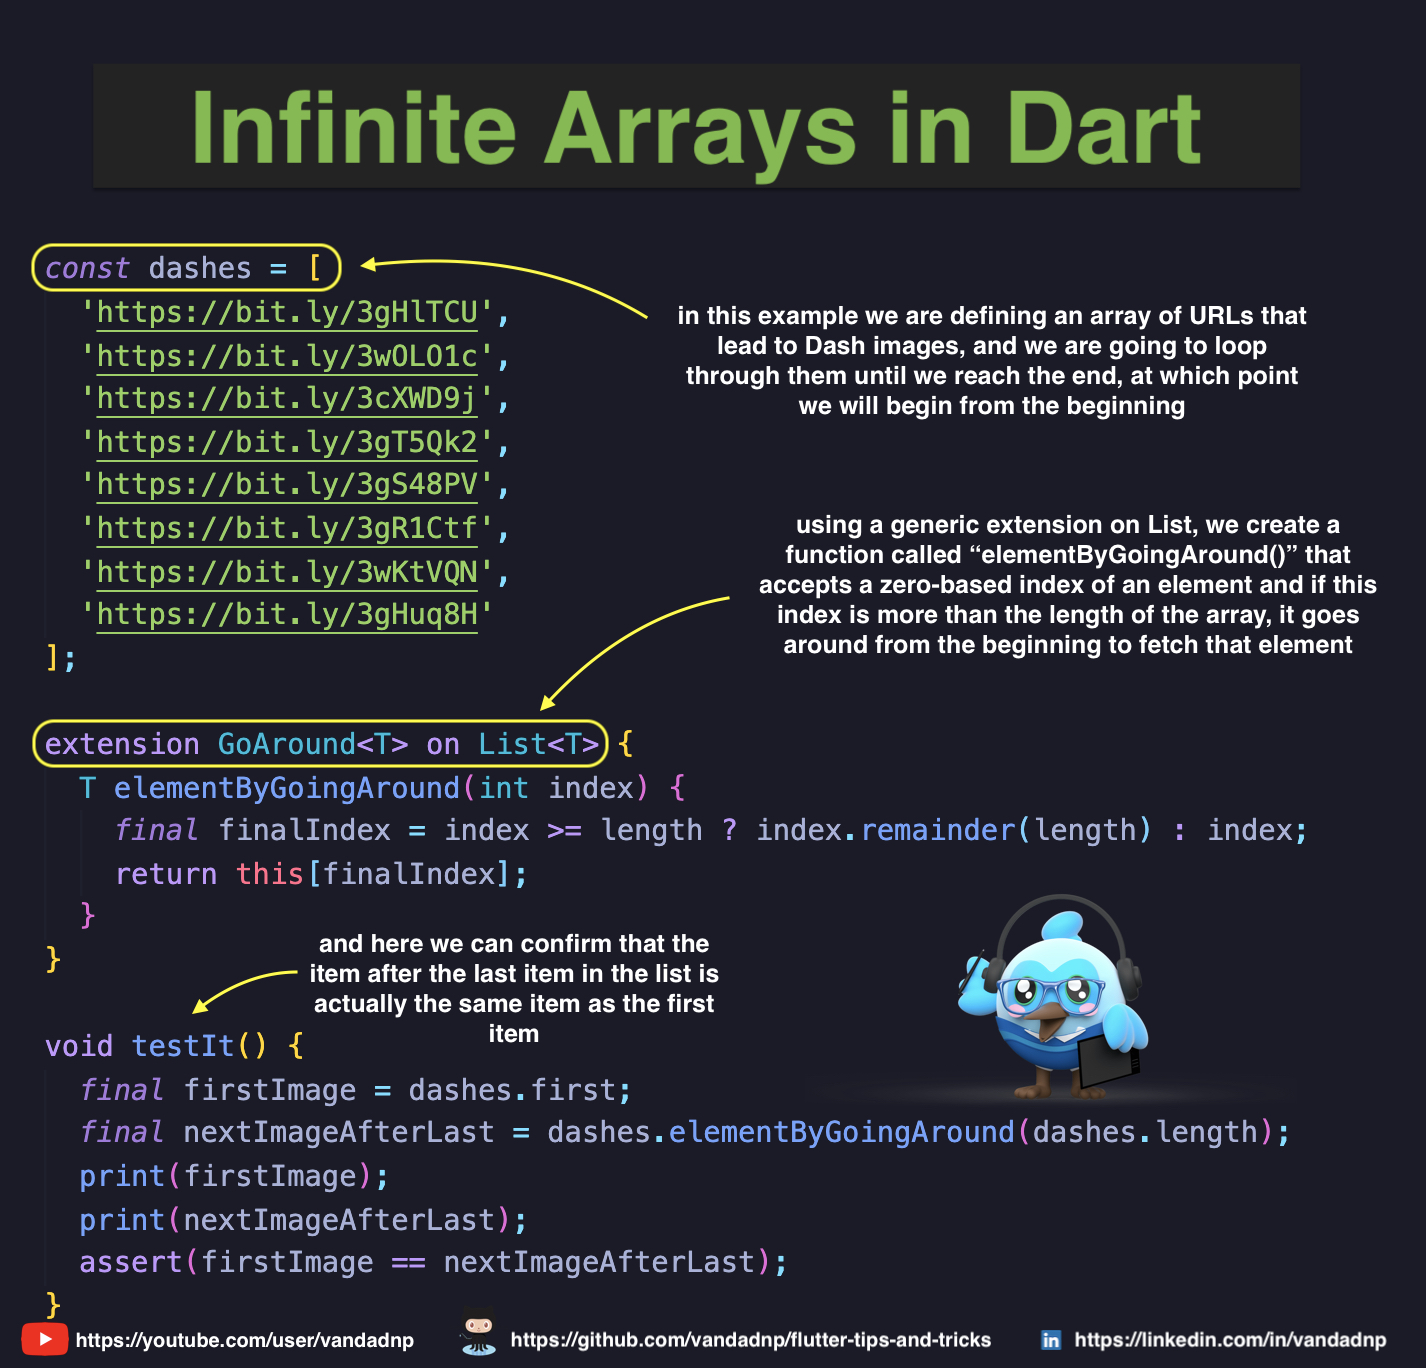 Infinite Arrays in Dart
const dashes = [
'https://bit.ly/3gHlTCU',
'https://bit.ly/3wOLO1c',
'https://bit.ly/3cXWD9j',
'https://bit.ly/3gT5Qk2',
'https://bit.ly/3gS48PV',
'https://bit.ly/3gR1Ctf',
'https://bit.ly/3wKtVQN',
'https://bit.ly/3gHuq8H'
];
in this example we are defining an array of URLs that
lead to Dash images, and we are going to loop
through them until we reach the end, at which point
we will begin from the beginning
using a generic extension on List, we create a
function called “elementByGoingAround()” that
accepts a zero-based index of an element and if this
index is more than the length of the array, it goes
around from the beginning to fetch that element
extension GoAround<T> on List<T> {
T elementByGoingAround(int index) {
final finalIndex = index >= length ? index.remainder(length) : index;
return this[finalIndex];
}
}
and here we can confirm that the
item after the last item in the list is
actually the same item as the first
item
void testIt() {
final firstImage = dashes.first;
final nextImageAfterLast = dashes.elementByGoingAround(dashes.length);
print(firstImage);
print(nextImageAfterLast);
assert(firstImage == nextImageAfterLast);
}
https://youtube.com/user/vandadnp
https://github.com/vandadnp/flutter-tips-and-tricks
in https://linkedin.com/in/vandadnp